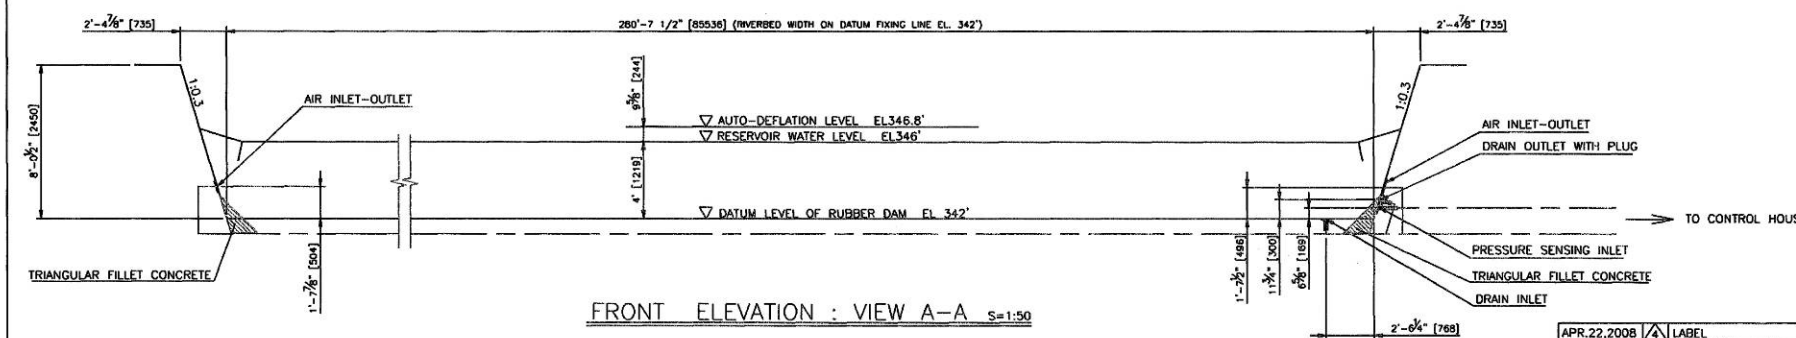 2'-4⅞" [735]
280'-7 1/2" [85536] (RIVERBED WIDTH ON DATUM FIXING LINE EL. 342')
2'-4⅞" [735]
8'-0½" [2450]
1:0.3
AIR INLET-OUTLET
9⅝" [244]
▽ AUTO-DEFLATION LEVEL EL346.8'
▽ RESERVOIR WATER LEVEL EL346'
4' [1219]
▽ DATUM LEVEL OF RUBBER DAM EL 342'
1:0.3
AIR INLET-OUTLET
DRAIN OUTLET WITH PLUG
TO CONTROL HOUS
TRIANGULAR FILLET CONCRETE
1'-7⅞" [504]
1'-7½" [496]
11¾" [300]
6⅝" [169]
PRESSURE SENSING INLET
TRIANGULAR FILLET CONCRETE
DRAIN INLET
2'-6¼" [768]
FRONT ELEVATION : VIEW A-A S=1:50
APR.22.2008 4 LABEL